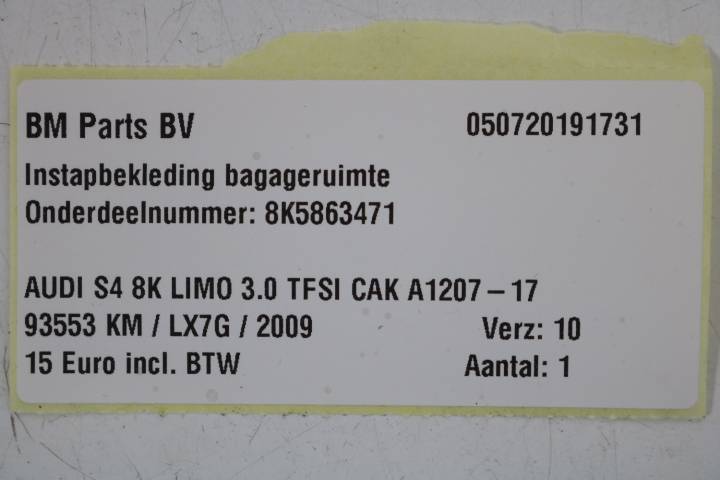 BM Parts BV 050720191731
Instapbekleding bagageruimte
Onderdeelnummer: 8K5863471
AUDI S4 8K LIMO 3.0 TFSI CAK A1207 – 17
93553 KM / LX7G / 2009 Verz: 10
15 Euro incl. BTW Aantal: 1